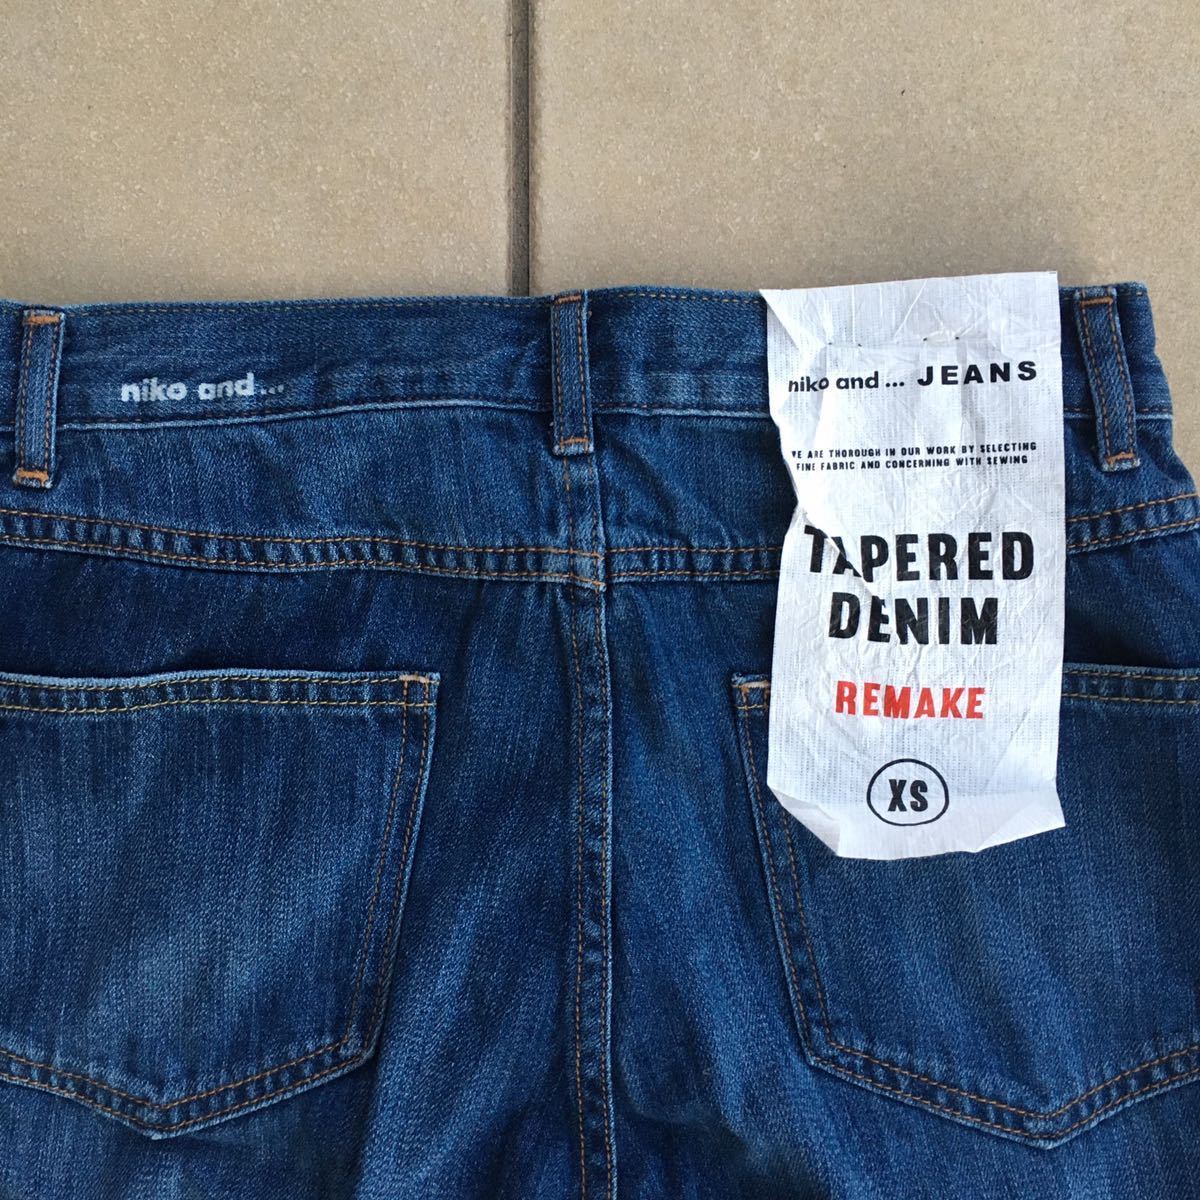 niko and...
niko and... JEANS
WE ARE THOROUGH IN OUR WORK BY SELECTING
FINE FABRIC AND CONCERNING WITH SEWING
TAPERED
DENIM
REMAKE
XS